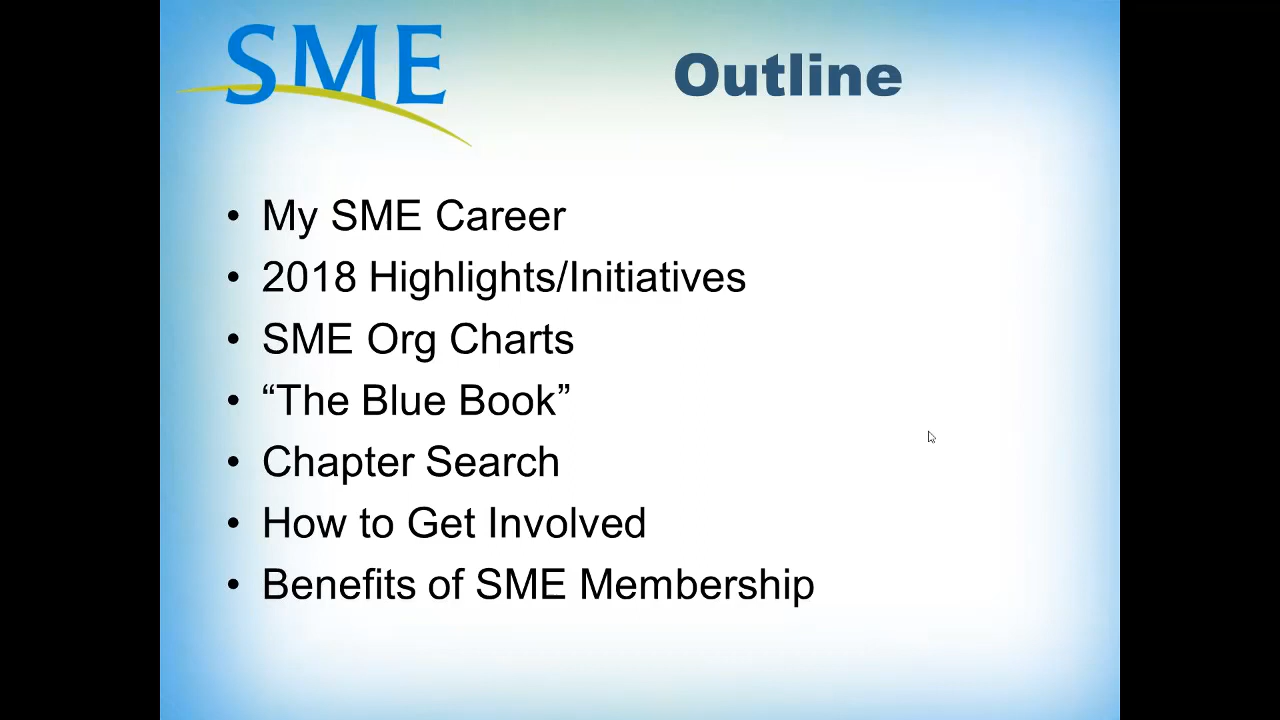 SME
Outline
• My SME Career
• 2018 Highlights/Initiatives
• SME Org Charts
• “The Blue Book”
• Chapter Search
• How to Get Involved
• Benefits of SME Membership